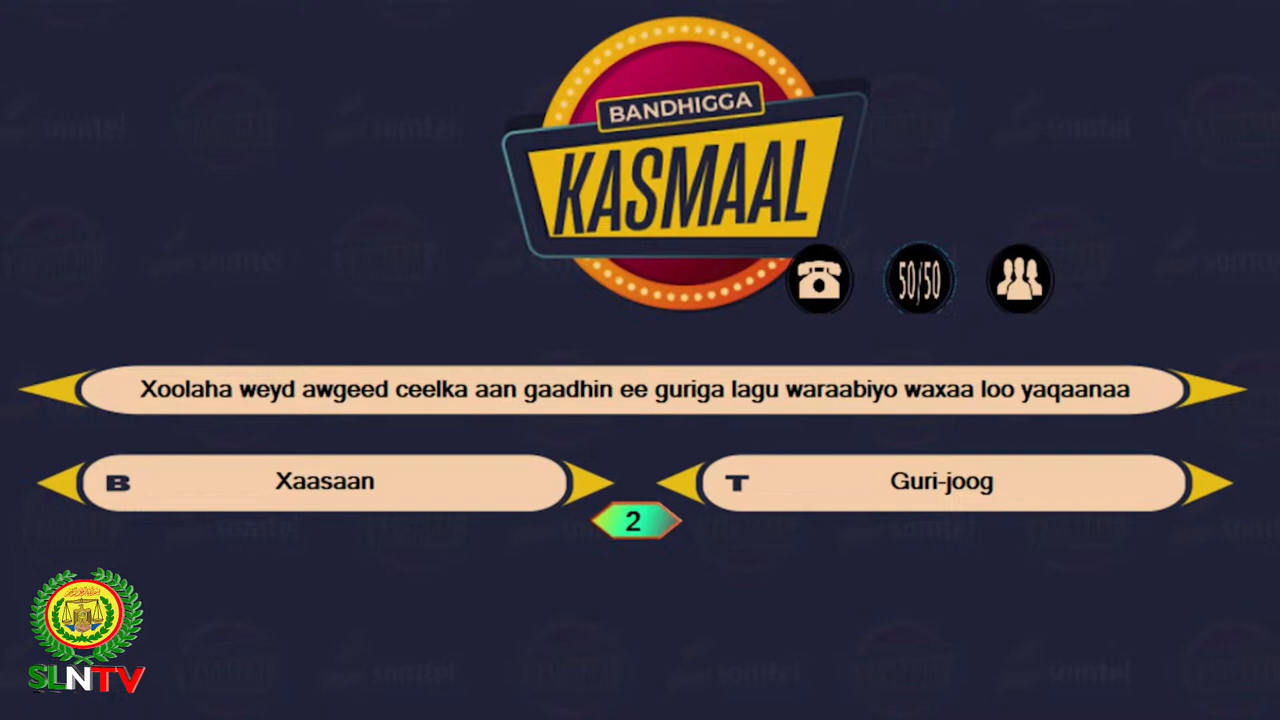 BANDHIGGA
KASMAAL
50/50
Xoolaha weyd awgeed ceelka aan gaadhin ee guriga lagu waraabiyo waxaa loo yaqaanaa
B Xaasaan
T Guri-joog
2
SLNTV